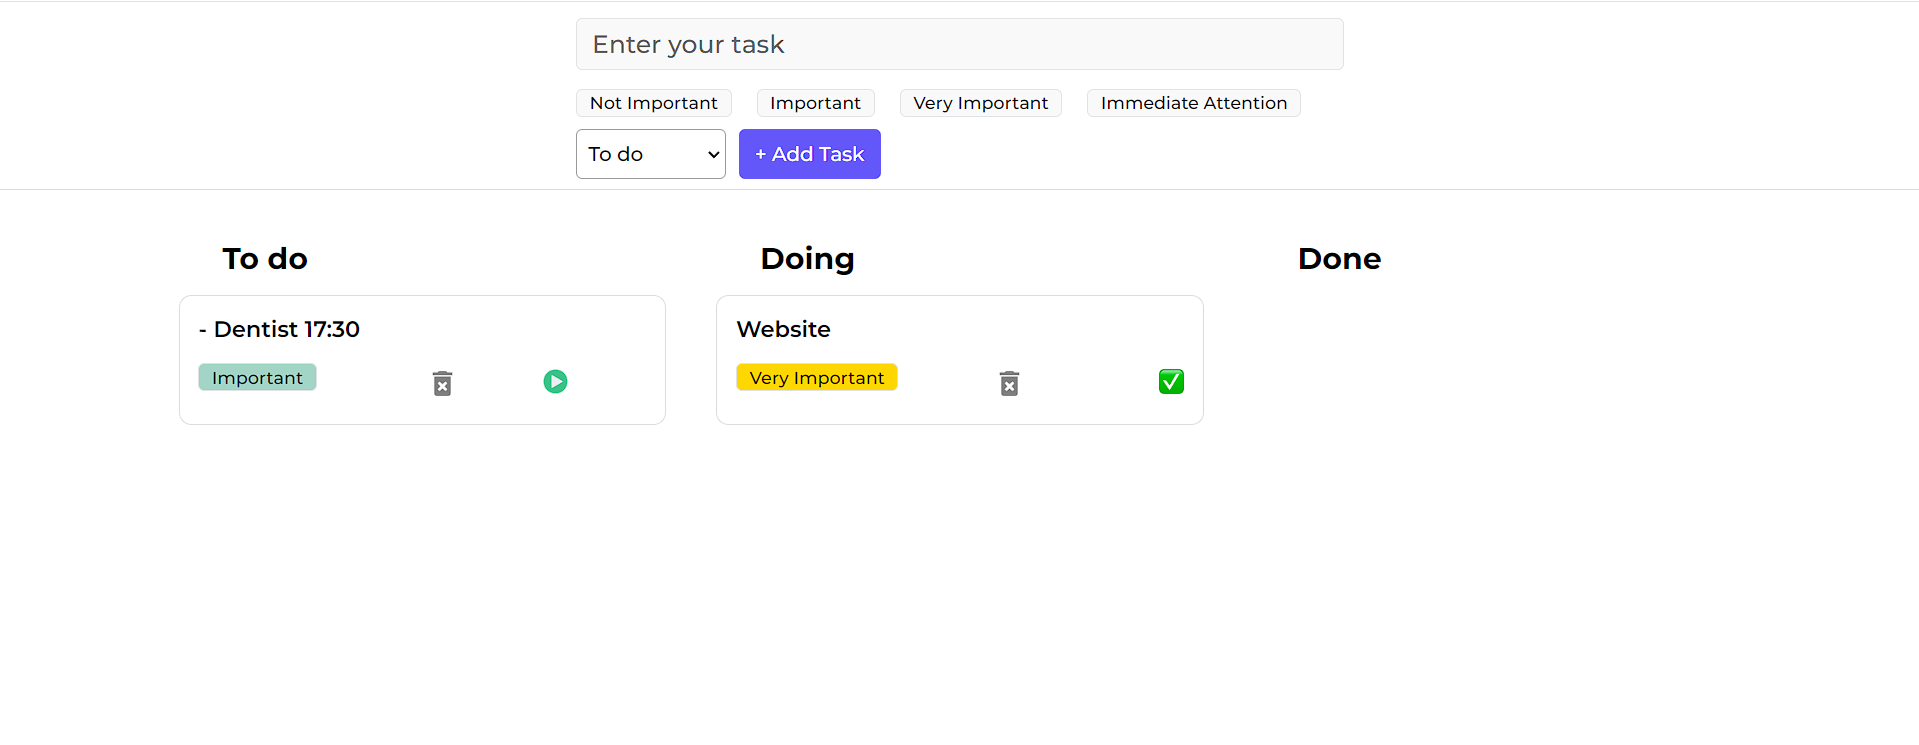 Enter your task
Not Important Important Very Important Immediate Attention
To do + Add Task
To do Doing Done
- Dentist 17:30 Website
Important Very Important